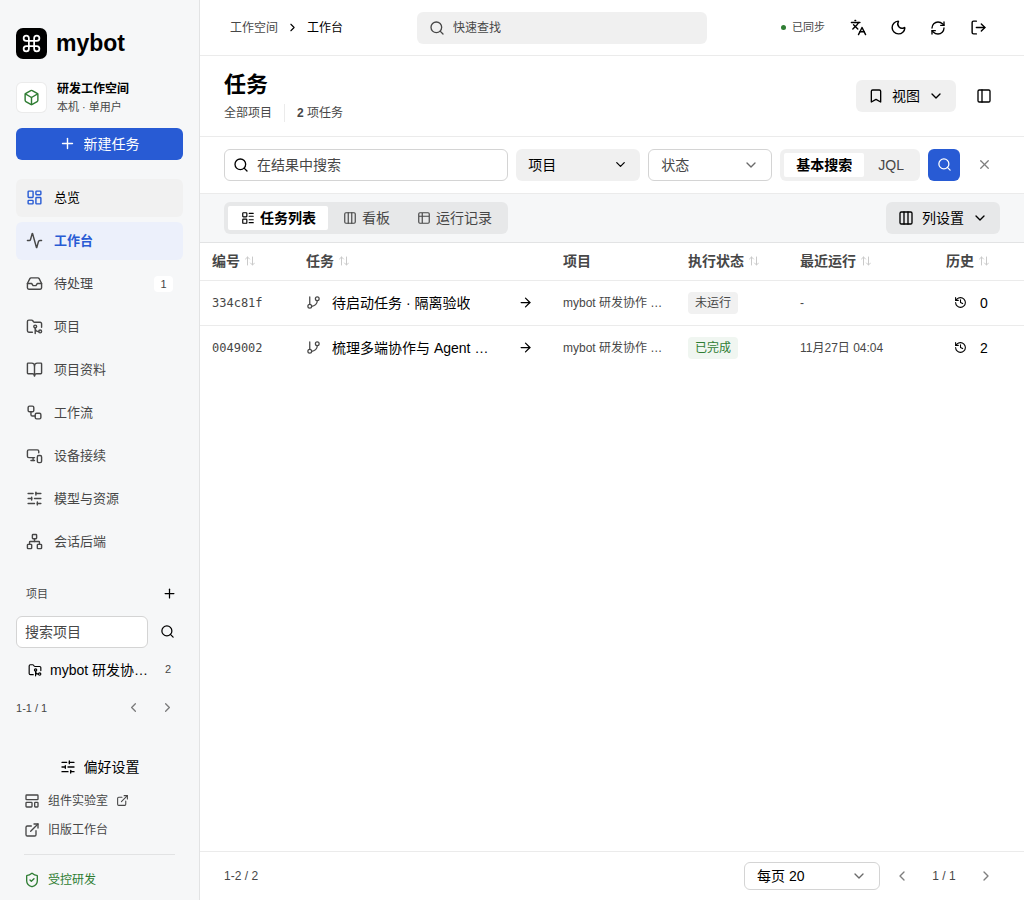 mybot
研发工作空间
本机 · 单用户
新建任务
总览
工作台
待处理 1
项目
项目资料
工作流
设备接续
模型与资源
会话后端
项目
搜索项目
mybot 研发协… 2
1-1 / 1
偏好设置
组件实验室
旧版工作台
受控研发
工作空间 工作台
快速查找
已同步
任务
全部项目 2 项任务
视图
在结果中搜索 项目 状态 基本搜索 JQL
任务列表 看板 运行记录 列设置
编号 任务 项目 执行状态 最近运行 历史
334c81f 待启动任务 · 隔离验收 mybot 研发协作 … 未运行 - 0
0049002 梳理多端协作与 Agent … mybot 研发协作 … 已完成 11月27日 04:04 2
1-2 / 2 每页 20 1 / 1